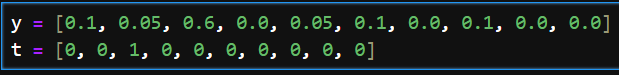 y = [0.1, 0.05, 0.6, 0.0, 0.05, 0.1, 0.0, 0.1, 0.0, 0.0]
t = [0, 0, 1, 0, 0, 0, 0, 0, 0, 0]